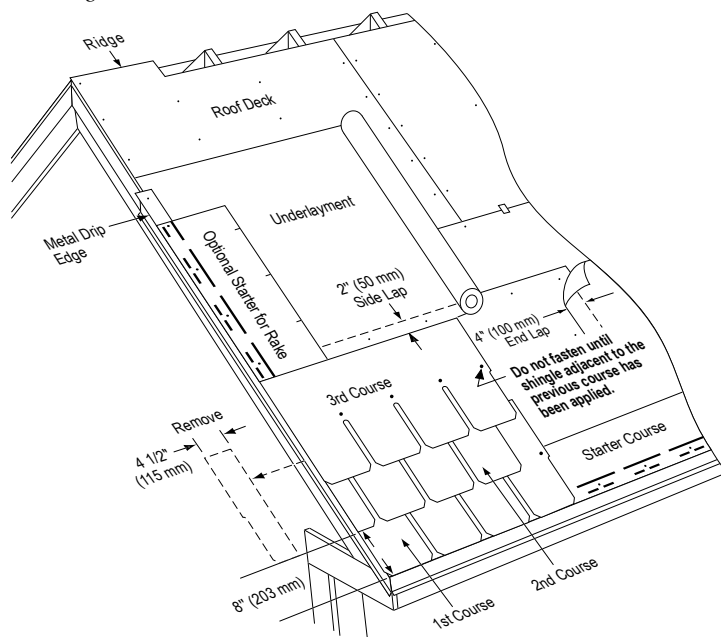 Ridge
Roof Deck
Underlayment
Metal Drip
Edge
Optional Starter for Rake
2" (50 mm)
Side Lap
4" (100 mm)
End Lap
Do not fasten until
shingle adjacent to the
previous course has
been applied.
3rd Course
Remove
4 1/2"
(115 mm)
Starter Course
8" (203 mm)
1st Course
2nd Course